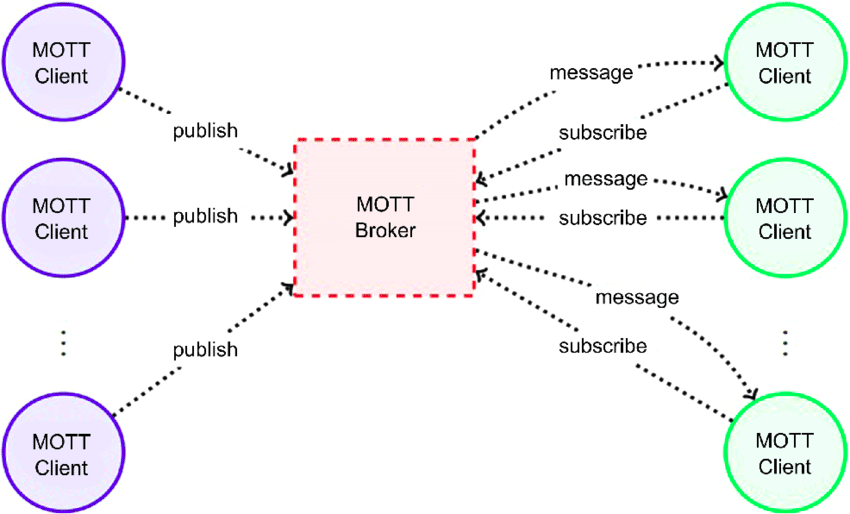 MOTT
Client
publish
MOTT
Client
publish
MOTT
Client
publish
MOTT
Broker
message
subscribe
MOTT
Client
message
subscribe
MOTT
Client
message
subscribe
MOTT
Client